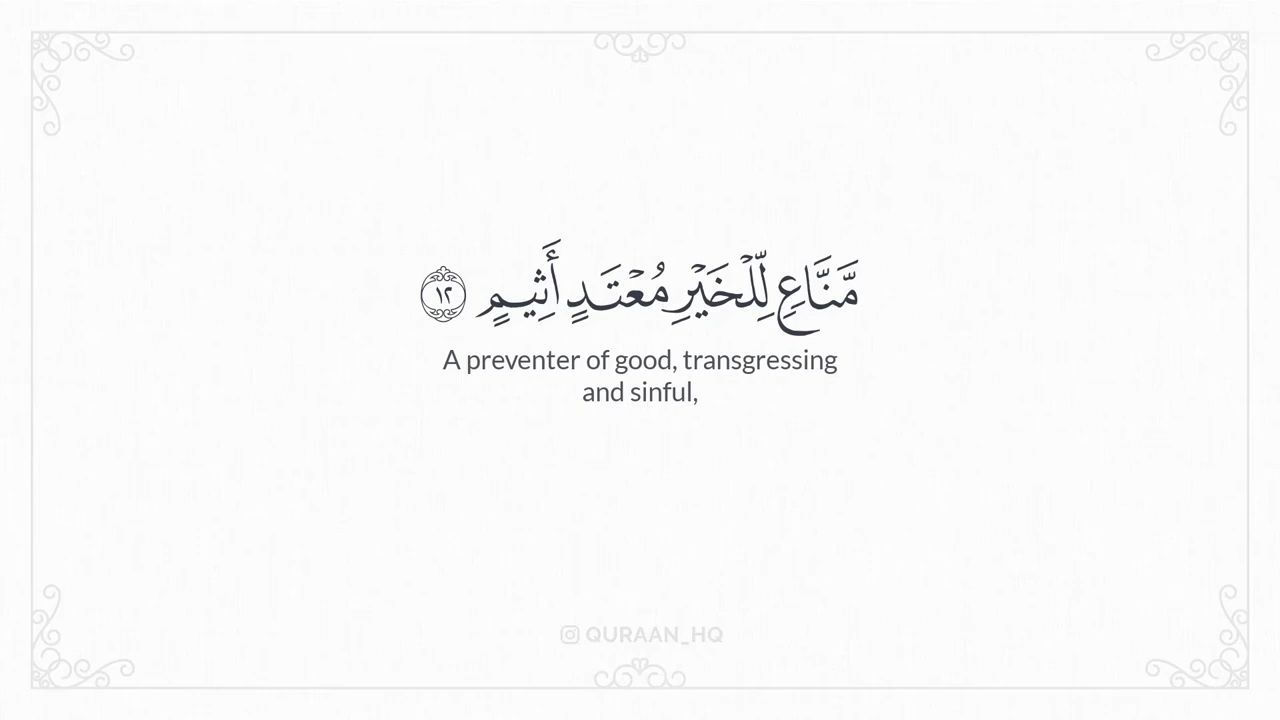 مَّنَّاعٍ لِّلْخَيْرِ مُعْتَدٍ أَثِيمٍ ١٢
A preventer of good, transgressing
and sinful,
QURAAN_HQ